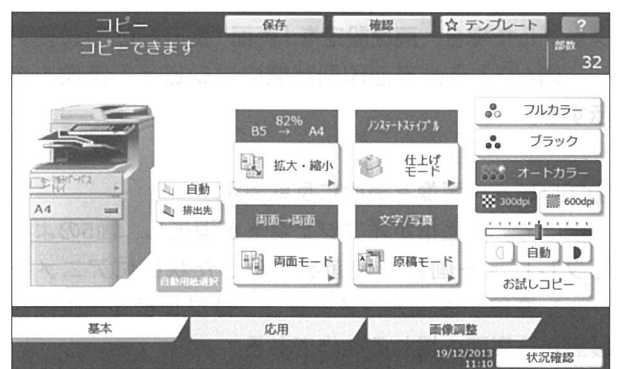 コピー
保存
確認
☆ テンプレート
?
コピーできます
部数
32
A4
自動
排出先
自動用紙選択
82%
B5 → A4
拡大・縮小
ノンステートステイプル
仕上げ
モード
両面→両面
両面モード
文字/写真
原稿モード
フルカラー
ブラック
オートカラー
300dpi
600dpi
自動
お試しコピー
基本
応用
画像調整
19/12/2013
11:10
状況確認